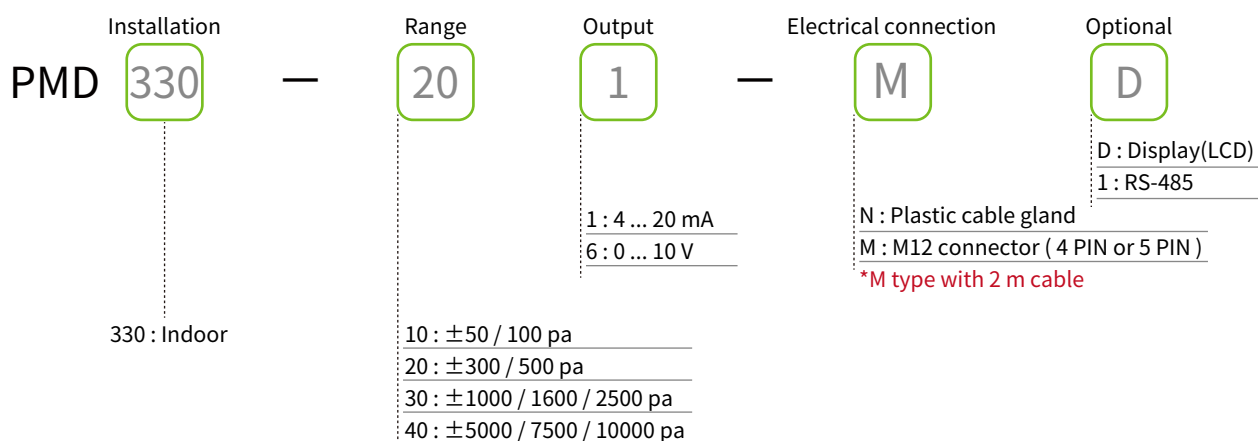 Installation Range Output Electrical connection Optional
PMD 330 — 20 1 — M D
D : Display(LCD)
1 : RS-485
1 : 4 ... 20 mA
6 : 0 ... 10 V
N : Plastic cable gland
M : M12 connector ( 4 PIN or 5 PIN )
*M type with 2 m cable
330 : Indoor
10 : ±50 / 100 pa
20 : ±300 / 500 pa
30 : ±1000 / 1600 / 2500 pa
40 : ±5000 / 7500 / 10000 pa